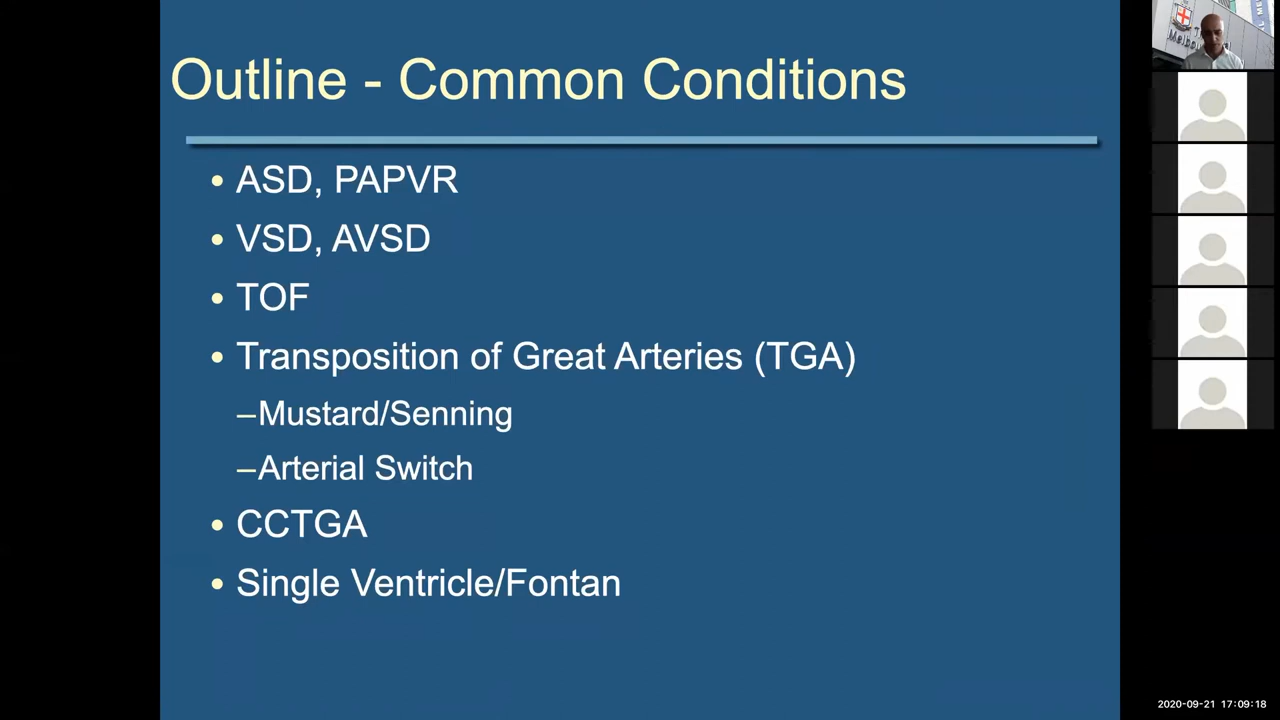 Outline - Common Conditions
• ASD, PAPVR
• VSD, AVSD
• TOF
• Transposition of Great Arteries (TGA)
–Mustard/Senning
–Arterial Switch
• CCTGA
• Single Ventricle/Fontan
2020-09-21 17:09:18